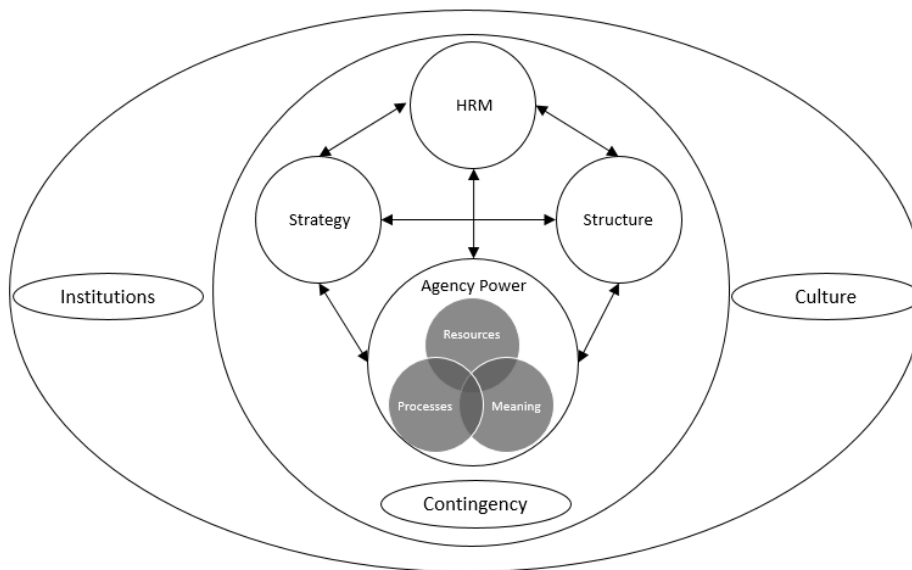 HRM
Strategy
Structure
Agency Power
Institutions
Culture
Resources
Processes
Meaning
Contingency